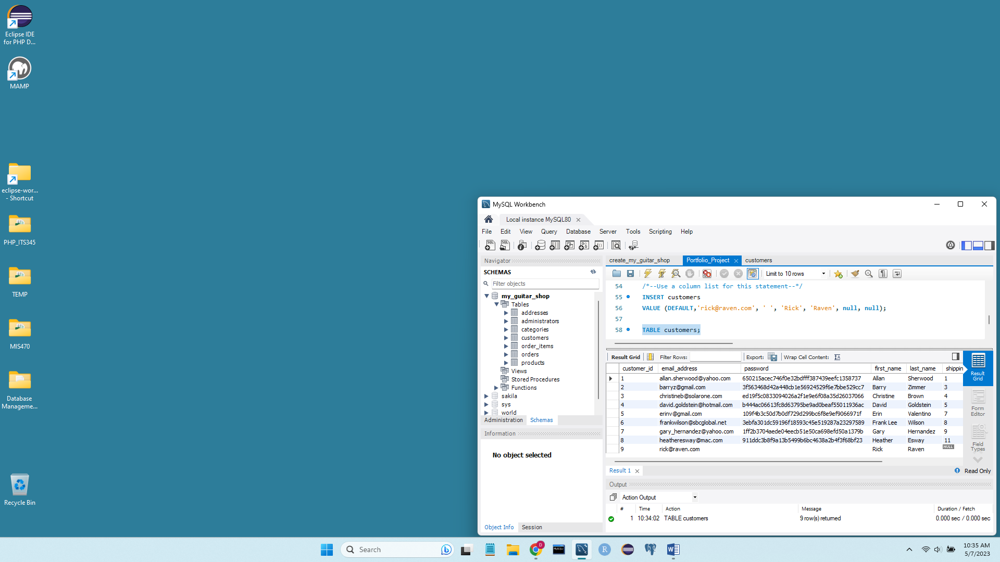 Eclipse IDE
for PHP D...
MAMP
eclipse-wor...
- Shortcut
PHP_ITS345
TEMP
MIS470
Database
Manageme...
Recycle Bin
MySQL Workbench
Local instance MySQL80
File Edit View Query Database Server Tools Scripting Help
Navigator
SCHEMAS
Filter objects
my_guitar_shop
Tables
addresses
administrators
categories
customers
order_items
orders
products
Views
Stored Procedures
Functions
sakila
sys
world
Administration Schemas
Information
No object selected
Object Info Session
create_my_guitar_shop Portfolio_Project customers
Limit to 10 rows
54 /*--Use a column list for this statement--*/
55 INSERT customers
56 VALUE (DEFAULT,'rick@raven.com', ' ', 'Rick', 'Raven', null, null);
57
58 TABLE customers;
Result Grid Filter Rows: Export: Wrap Cell Content:
customer_id email_address password first_name last_name shippin
1 allan.sherwood@yahoo.com 650215acec746f0e32bdfff387439eefc1358737 Allan Sherwood 1
2 barryz@gmail.com 3f563468d42a448cb1e56924529f6e7bbe529cc7 Barry Zimmer 3
3 christineb@solarone.com ed19f5c0833094026a2f1e9e6f08a35d26037066 Christine Brown 4
4 david.goldstein@hotmail.com b444ac06613fc8d63795be9ad0beaf55011936ac David Goldstein 5
5 erinv@gmail.com 109f4b3c50d7b0df729d299bc6f8e9ef9066971f Erin Valentino 7
6 frankwilson@sbcglobal.net 3ebfa301dc59196f18593c45e519287a23297589 Frank Lee Wilson 8
7 gary_hernandez@yahoo.com 1ff2b3704aede04eecb51e50ca698efd50a1379b Gary Hernandez 9
8 heatheresway@mac.com 911ddc3b8f9a13b5499b6bc4638a2b4f3f68bf23 Heather Esway 11
9 rick@raven.com Rick Raven NULL
Result
Grid
Form
Editor
Field
Types
Result 1
Read Only
Output
Action Output
# Time Action Message Duration / Fetch
1 10:34:02 TABLE customers 9 row(s) returned 0.000 sec / 0.000 sec
Search
10:35 AM
5/7/2023